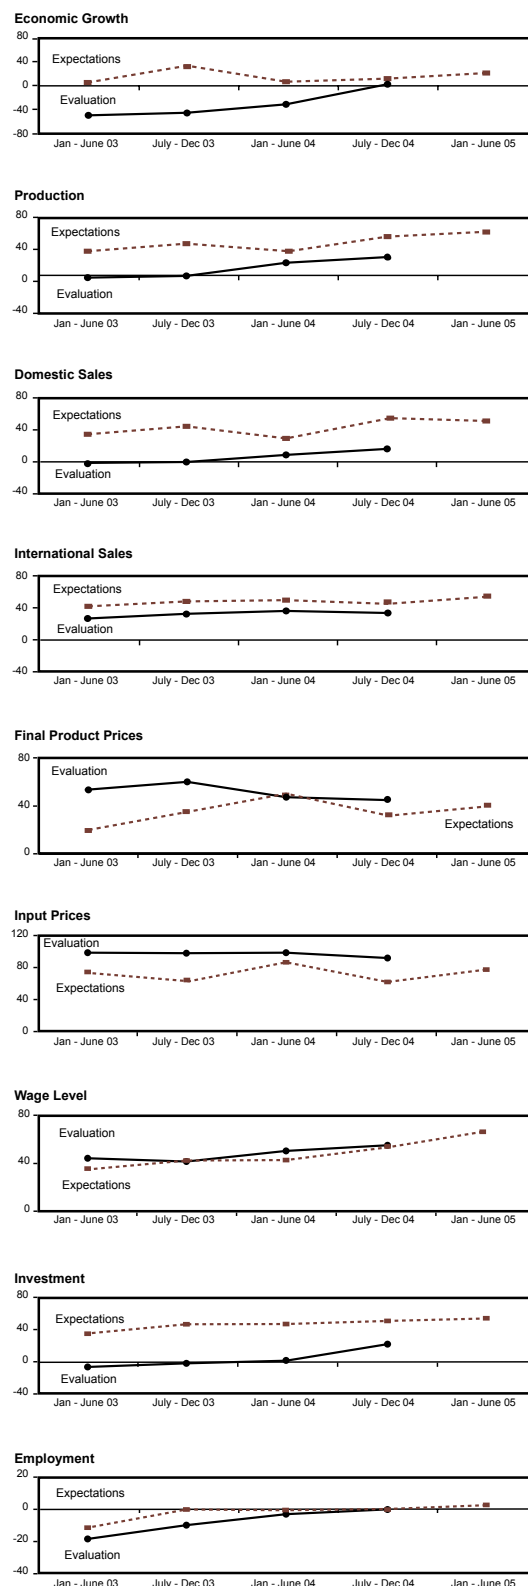 Economic Growth
80
Expectations
40
0
Evaluation
-40
-80
Jan - June 03 July - Dec 03 Jan - June 04 July - Dec 04 Jan - June 05
Production
80
Expectations
40
0
Evaluation
-40
Jan - June 03 July - Dec 03 Jan - June 04 July - Dec 04 Jan - June 05
Domestic Sales
80
Expectations
40
0
Evaluation
-40
Jan - June 03 July - Dec 03 Jan - June 04 July - Dec 04 Jan - June 05
International Sales
80
Expectations
40
Evaluation
0
-40
Jan - June 03 July - Dec 03 Jan - June 04 July - Dec 04 Jan - June 05
Final Product Prices
80
Evaluation
40
Expectations
0
Jan - June 03 July - Dec 03 Jan - June 04 July - Dec 04 Jan - June 05
Input Prices
120
Evaluation
80
Expectations
40
0
Jan - June 03 July - Dec 03 Jan - June 04 July - Dec 04 Jan - June 05
Wage Level
80
Evaluation
40
Expectations
0
Jan - June 03 July - Dec 03 Jan - June 04 July - Dec 04 Jan - June 05
Investment
80
Expectations
40
0
Evaluation
-40
Jan - June 03 July - Dec 03 Jan - June 04 July - Dec 04 Jan - June 05
Employment
20
Expectations
0
-20
Evaluation
-40
Jan - June 03 July - Dec 03 Jan - June 04 July - Dec 04 Jan - June 05